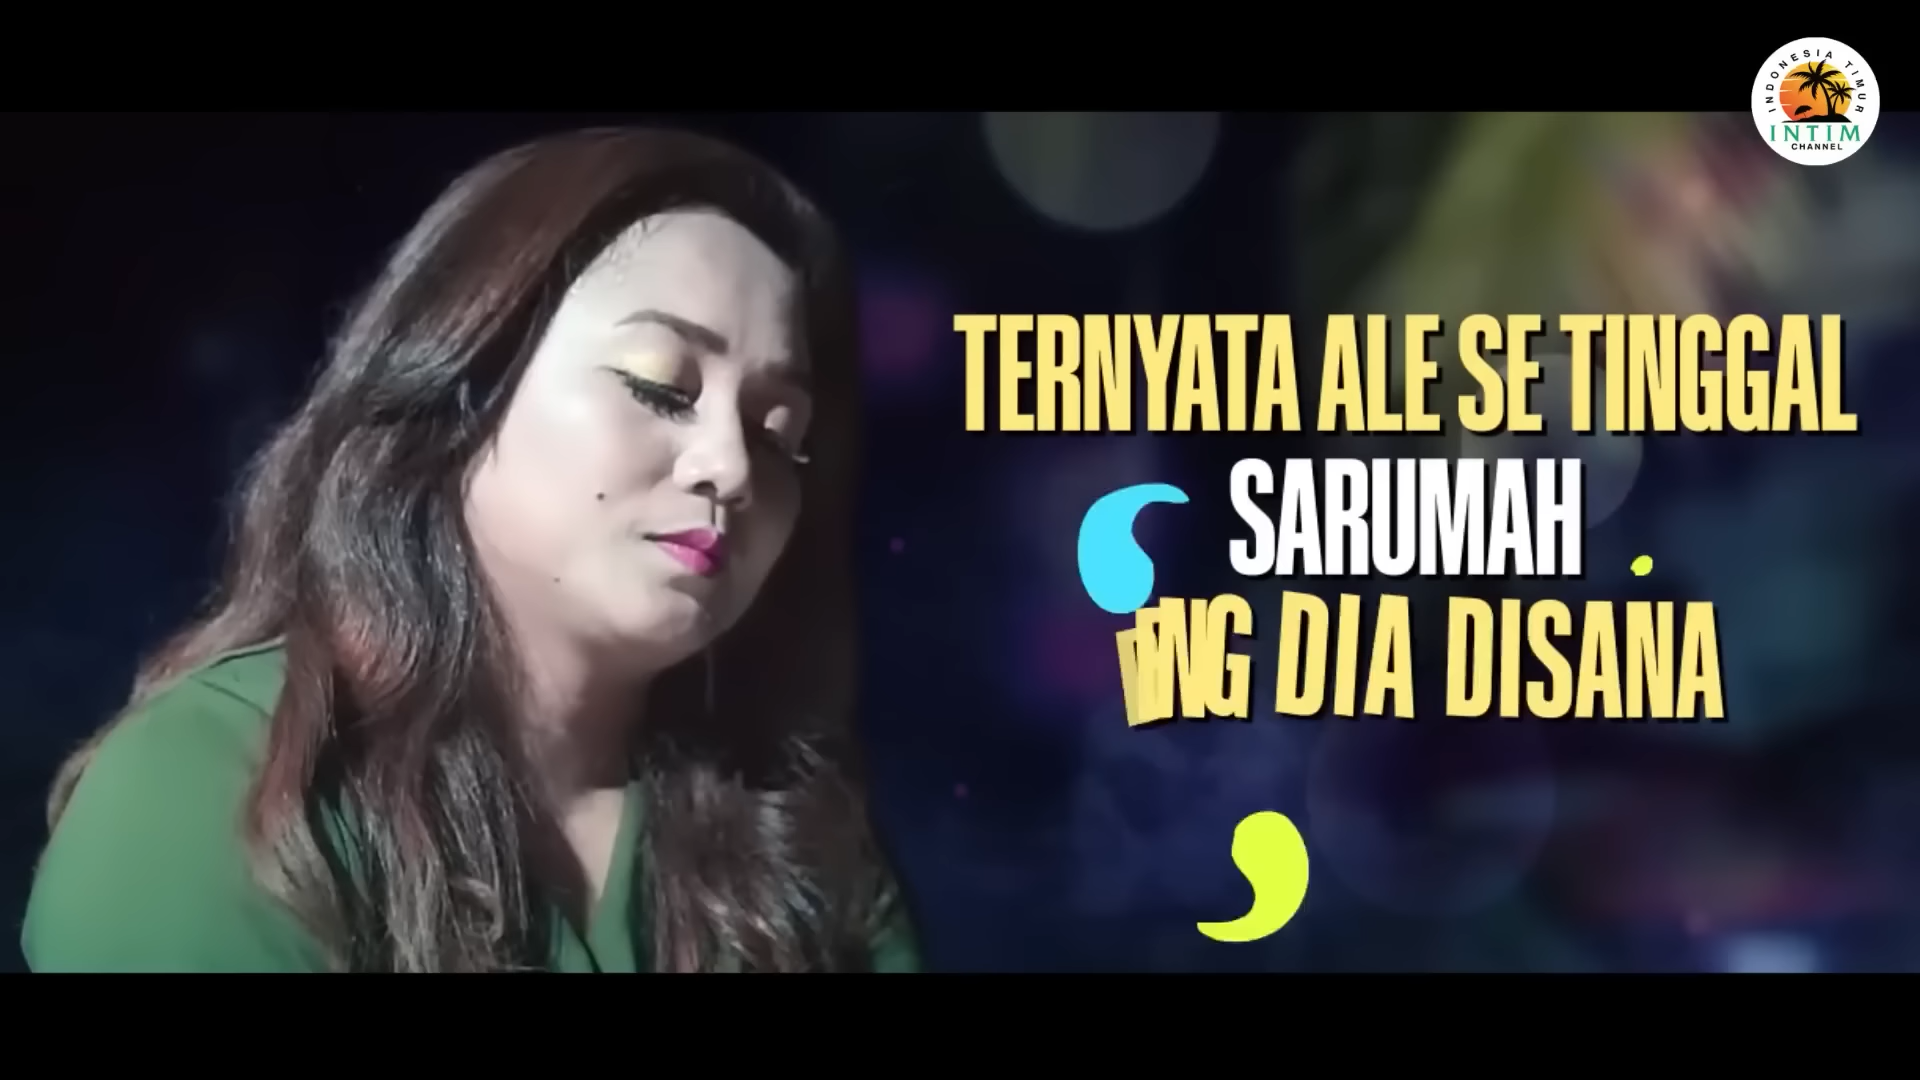 INDONESIA TIMUR
INTIM
CHANNEL
TERNYATA ALE SE TINGGAL
SARUMAH
DIA DISANA